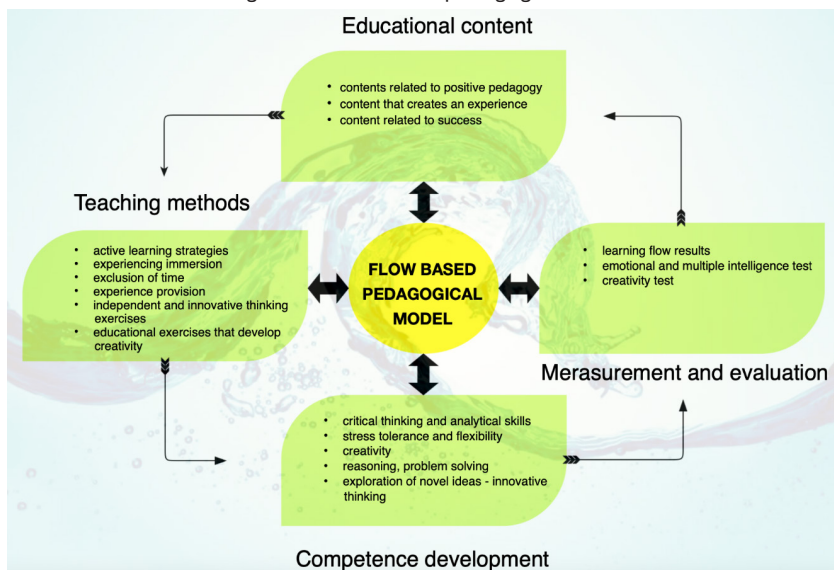 Educational content
• contents related to positive pedagogy
• content that creates an experience
• content related to success
Teaching methods
• active learning strategies
• experiencing immersion
• exclusion of time
• experience provision
• independent and innovative thinking
exercises
• educational exercises that develop
creativity
FLOW BASED
PEDAGOGICAL
MODEL
• learning flow results
• emotional and multiple intelligence test
• creativity test
Merasurement and evaluation
• critical thinking and analytical skills
• stress tolerance and flexibility
• creativity
• reasoning, problem solving
• exploration of novel ideas - innovative
thinking
Competence development